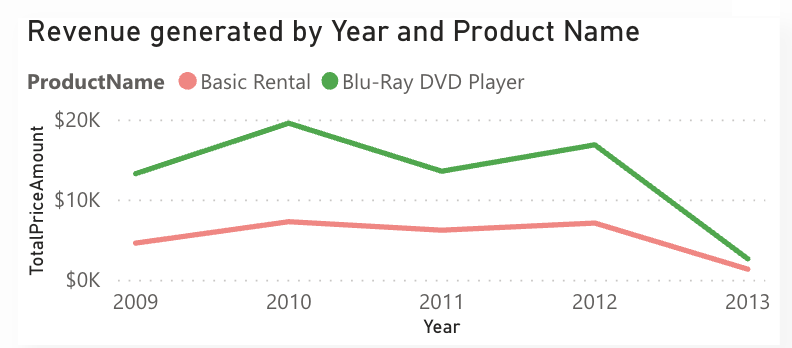 Revenue generated by Year and Product Name
ProductName Basic Rental Blu-Ray DVD Player
TotalPriceAmount
$20K
$10K
$0K
2009 2010 2011 2012 2013
Year